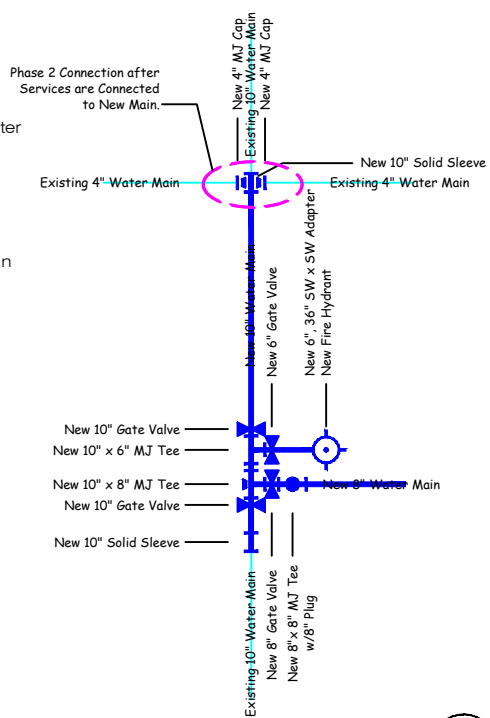 New 4" MJ Cap
Existing 10" Water Main
New 4" MJ Cap
Phase 2 Connection after
Services are Connected
to New Main.
ter
New 10" Solid Sleeve
Existing 4" Water Main
Existing 4" Water Main
n
New 10" Water Main
New 6" Gate Valve
New 6", 36" SW x SW Adapter
New Fire Hydrant
New 10" Gate Valve
New 10" x 6" MJ Tee
New 10" x 8" MJ Tee
New 8" Water Main
New 10" Gate Valve
New 10" Solid Sleeve
Existing 10" Water Main
New 8" Gate Valve
New 8"x 8" MJ Tee
w/8" Plug